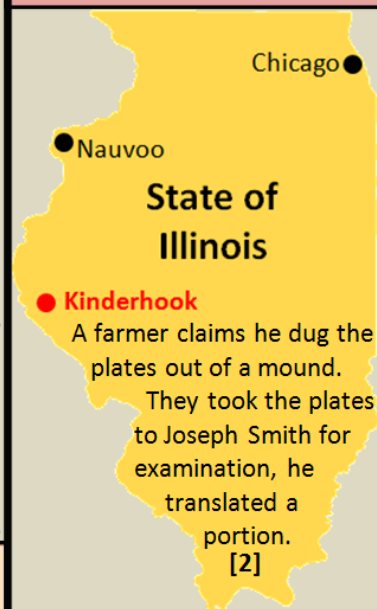 Chicago
Nauvoo
State of
Illinois
Kinderhook
A farmer claims he dug the
plates out of a mound.
They took the plates
to Joseph Smith for
examination, he
translated a
portion.
[2]